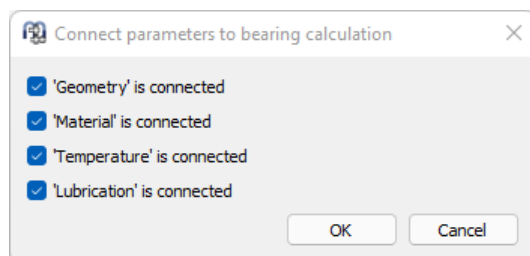 Connect parameters to bearing calculation
'Geometry' is connected
'Material' is connected
'Temperature' is connected
'Lubrication' is connected
OK Cancel